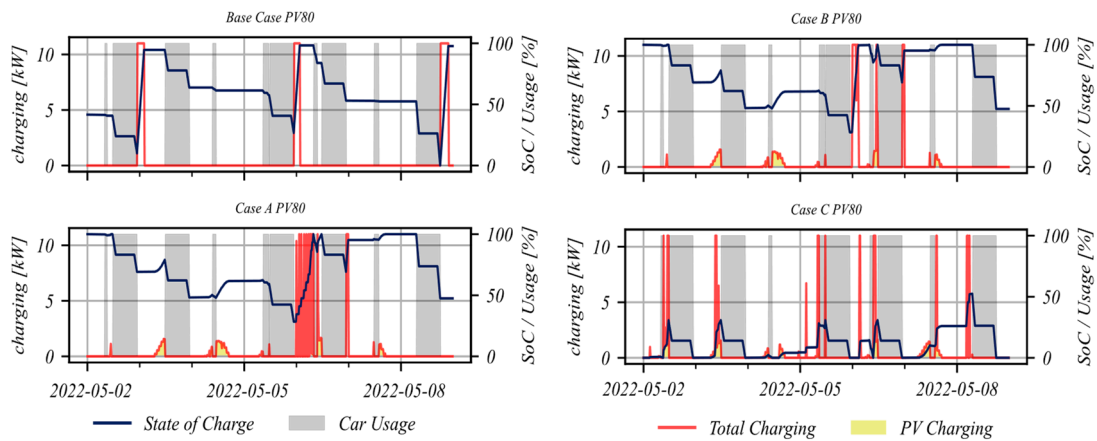 Base Case PV80
charging [kW]
10
5
0
100
50
0
SoC / Usage [%]
Case B PV80
charging [kW]
10
5
0
100
50
0
SoC / Usage [%]
Case A PV80
charging [kW]
10
5
0
100
50
0
SoC / Usage [%]
2022-05-02
2022-05-05
2022-05-08
Case C PV80
charging [kW]
10
5
0
100
50
0
SoC / Usage [%]
2022-05-02
2022-05-05
2022-05-08
State of Charge
Car Usage
Total Charging
PV Charging